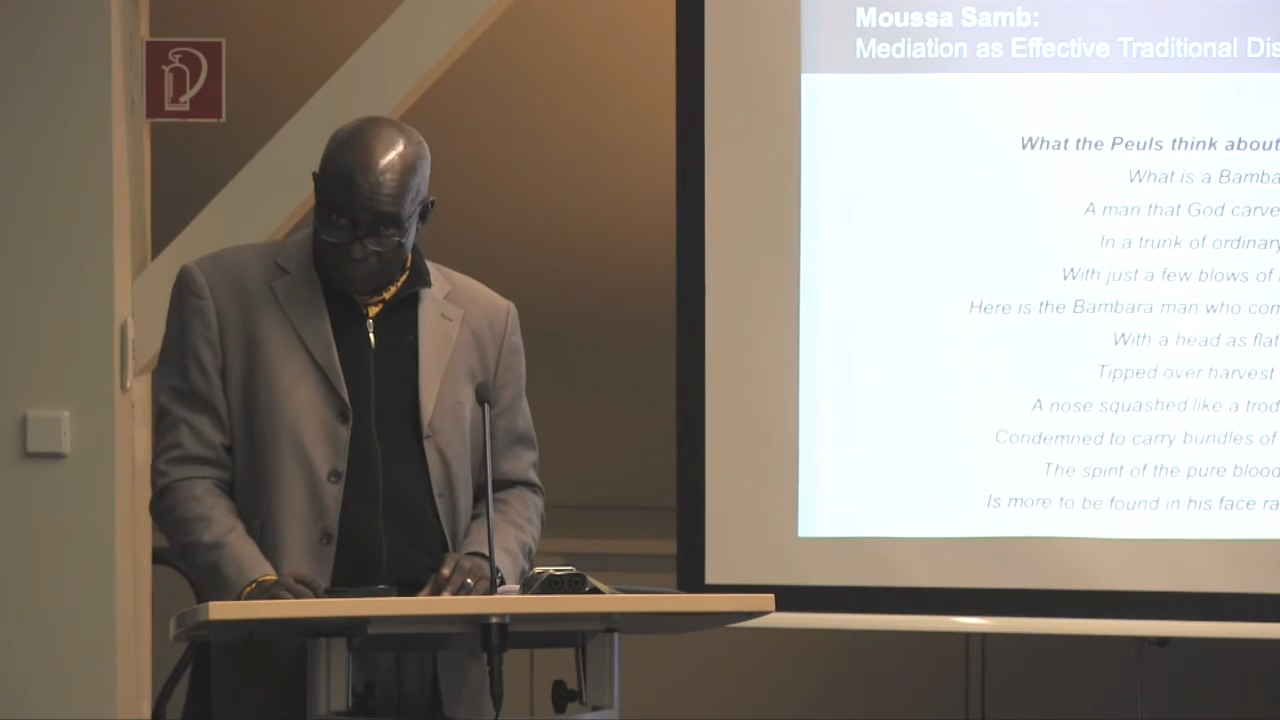 Moussa Samb:
Mediation as Effective Traditional Dis
What the Peuls think about
What is a Bamba
A man that God carve
In a trunk of ordinary
With just a few blows of
Here is the Bambara man who com
With a head as flat
Tipped over harvest
A nose squashed like a trod
Condemned to carry bundles of
The spirit of the pure blood
Is more to be found in his face ra